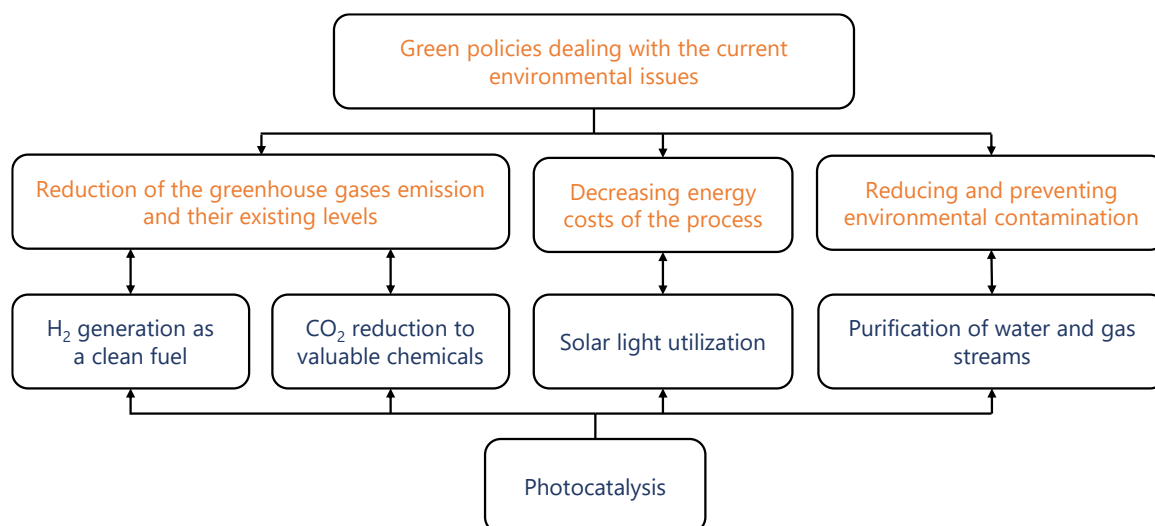 Green policies dealing with the current
environmental issues
Reduction of the greenhouse gases emission
and their existing levels
Decreasing energy
costs of the process
Reducing and preventing
environmental contamination
H₂ generation as
a clean fuel
CO₂ reduction to
valuable chemicals
Solar light utilization
Purification of water and gas
streams
Photocatalysis